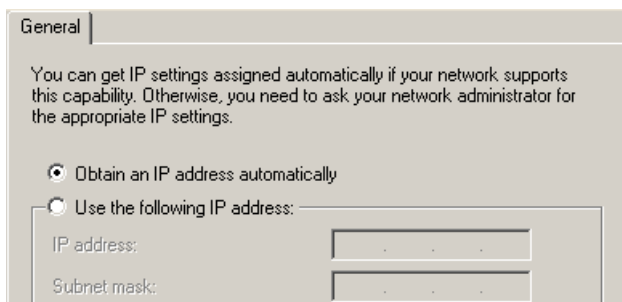 General
You can get IP settings assigned automatically if your network supports
this capability. Otherwise, you need to ask your network administrator for
the appropriate IP settings.
Obtain an IP address automatically
Use the following IP address:
IP address:
Subnet mask: